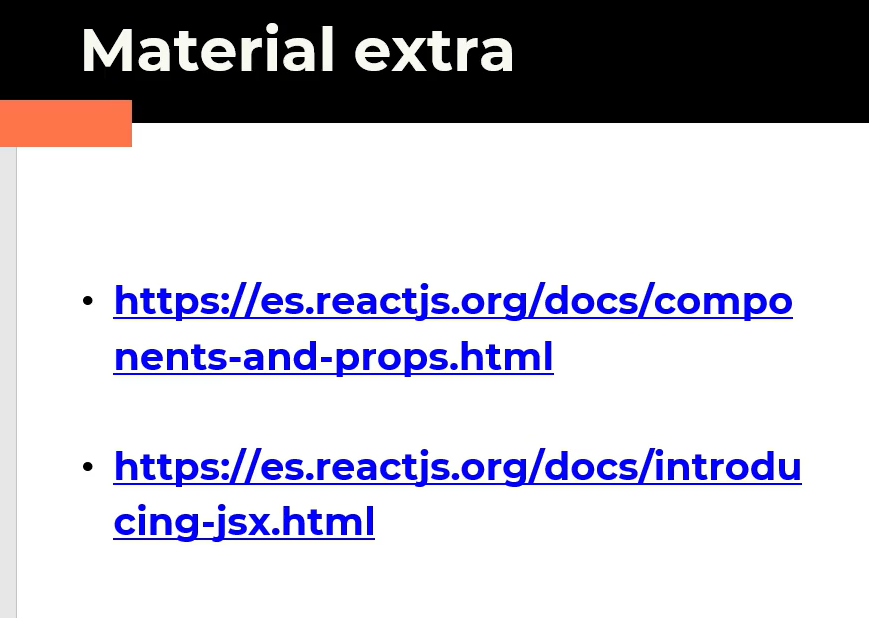 Material extra
• https://es.reactjs.org/docs/compo
nents-and-props.html
• https://es.reactjs.org/docs/introdu
cing-jsx.html